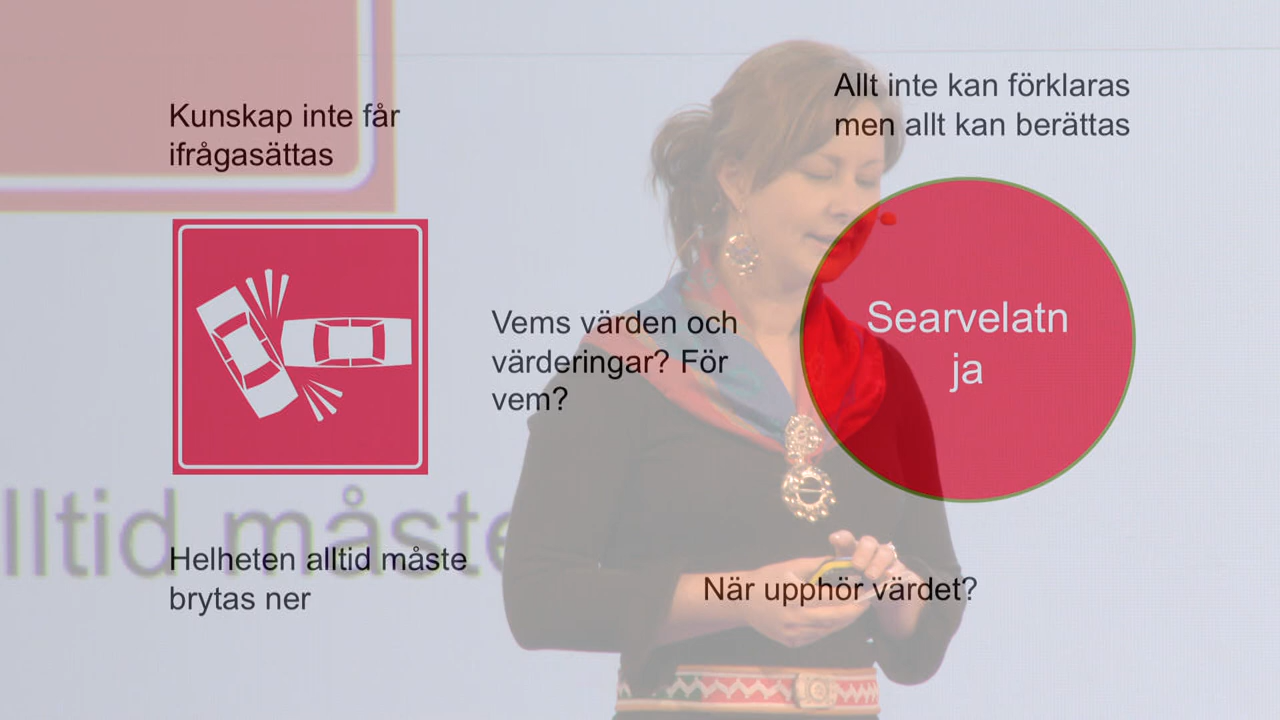 Kunskap inte får
ifrågasättas
Allt inte kan förklaras
men allt kan berättas
Vems värden och
värderingar? För
vem?
Searvelatn
ja
lltid måste
Helheten alltid måste
brytas ner
När upphör värdet?